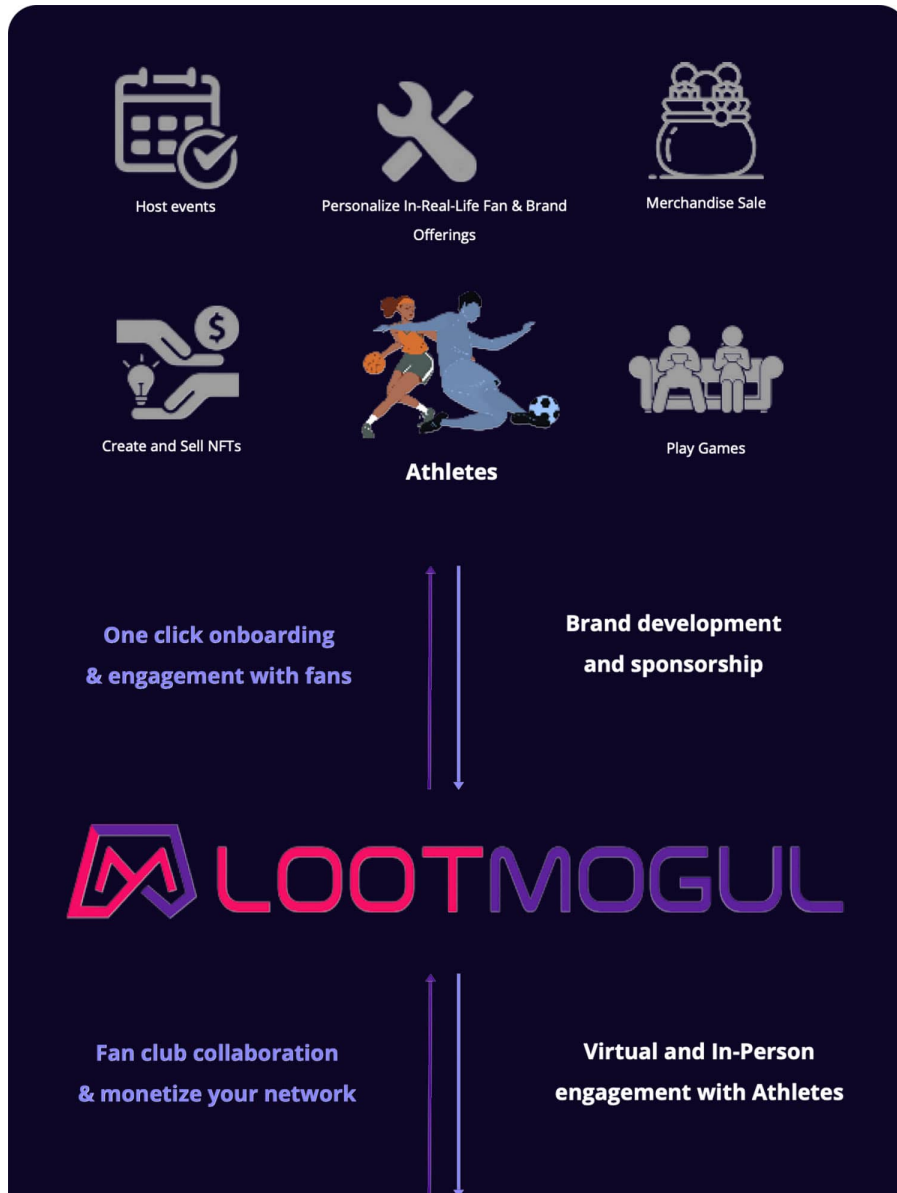 Host events
Personalize In-Real-Life Fan & Brand
Offerings
Merchandise Sale
Create and Sell NFTs
Athletes
Play Games
One click onboarding
& engagement with fans
Brand development
and sponsorship
LOOTMOGUL
Fan club collaboration
& monetize your network
Virtual and In-Person
engagement with Athletes